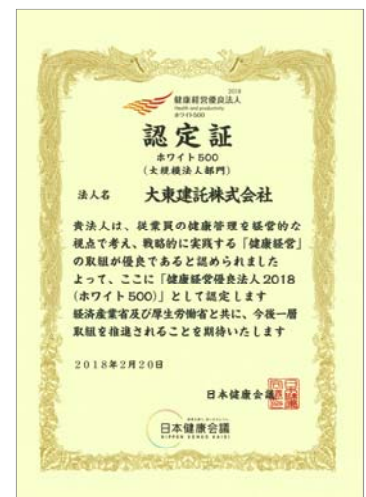 2018
健康経営優良法人
Health and productivity
ホワイト500
認定証
ホワイト500
(大規模法人部門)
法人名 大東建託株式会社
貴法人は、従業員の健康管理を経営的な
視点で考え、戦略的に実践する「健康経営」
の取組が優良であると認められました
よって、ここに「健康経営優良法人2018
(ホワイト500)」として認定します
経済産業省及び厚生労働省と共に、今後一層
取組を推進されることを期待いたします
2018年2月20日
日本健康会議
日本健康会議
NIPPON KENKO KAIGI